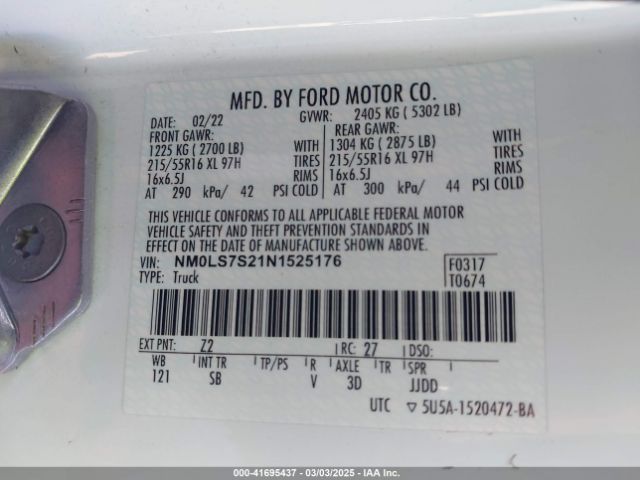 MFD. BY FORD MOTOR CO.
DATE: 02/22 GVWR: 2405 KG ( 5302 LB)
FRONT GAWR: REAR GAWR:
1225 KG ( 2700 LB) WITH 1304 KG ( 2875 LB) WITH
215/55R16 XL 97H TIRES 215/55R16 XL 97H TIRES
16x6.5J RIMS 16x6.5J RIMS
AT 290 kPa/ 42 PSI COLD AT 300 kPa/ 44 PSI COLD
THIS VEHICLE CONFORMS TO ALL APPLICABLE FEDERAL MOTOR
VEHICLE SAFETY AND THEFT PREVENTION STANDARDS IN
EFFECT ON THE DATE OF MANUFACTURE SHOWN ABOVE.
VIN: NM0LS7S21N1525176 F0317
TYPE: Truck T0674
EXT PNT: Z2 RC: 27 DSO:
WB INT TR TP/PS R AXLE TR SPR
121 SB V 3D JJDD
UTC ▽ 5U5A-1520472-BA
000-41695437 - 03/03/2025 - IAA Inc.